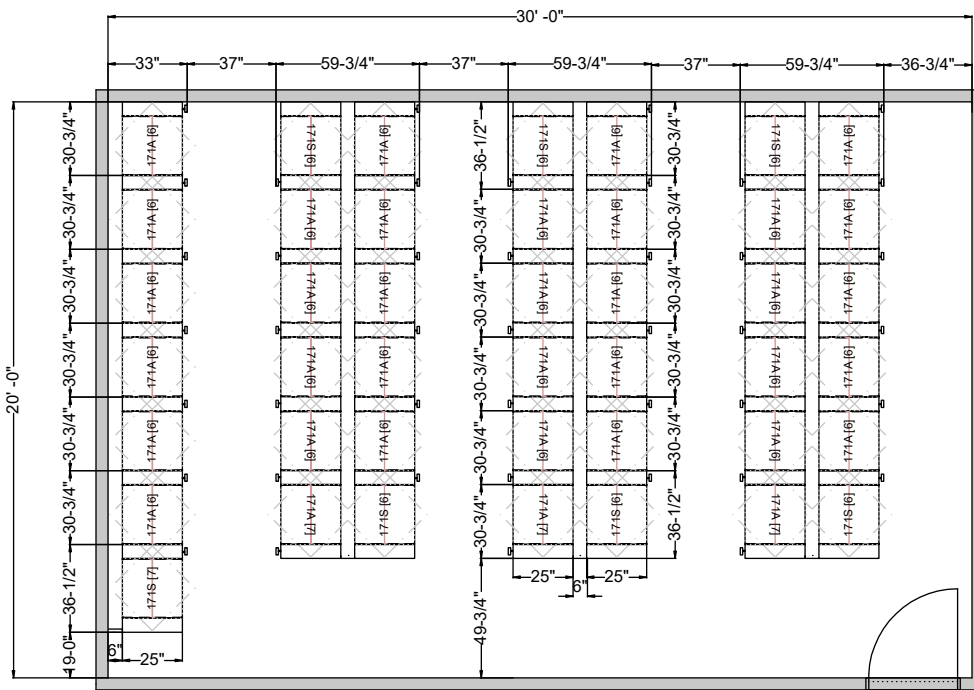 30' -0"
33" 37" 59-3/4" 37" 59-3/4" 37" 59-3/4" 36-3/4"
20' -0"
30-3/4"
30-3/4"
30-3/4"
30-3/4"
30-3/4"
30-3/4"
36-1/2"
19-0"
171A [6]
171A [6]
171A [6]
171A [6]
171A [6]
171A [6]
171S [7]
6" 25"
171S [6]
171A [6]
171A [6]
171A [6]
171A [6]
171A [7]
171A [6]
171A [6]
171A [6]
171A [6]
171A [6]
171S [6]
36-1/2"
30-3/4"
30-3/4"
30-3/4"
30-3/4"
30-3/4"
49-3/4"
171S [6]
171A [6]
171A [6]
171A [6]
171A [6]
171A [7]
171A [6]
171A [6]
171A [6]
171A [6]
171A [6]
171S [6]
25" 6" 25"
30-3/4"
30-3/4"
30-3/4"
30-3/4"
30-3/4"
36-1/2"
171S [6]
171A [6]
171A [6]
171A [6]
171A [6]
171A [7]
171A [6]
171A [6]
171A [6]
171A [6]
171A [6]
171S [6]